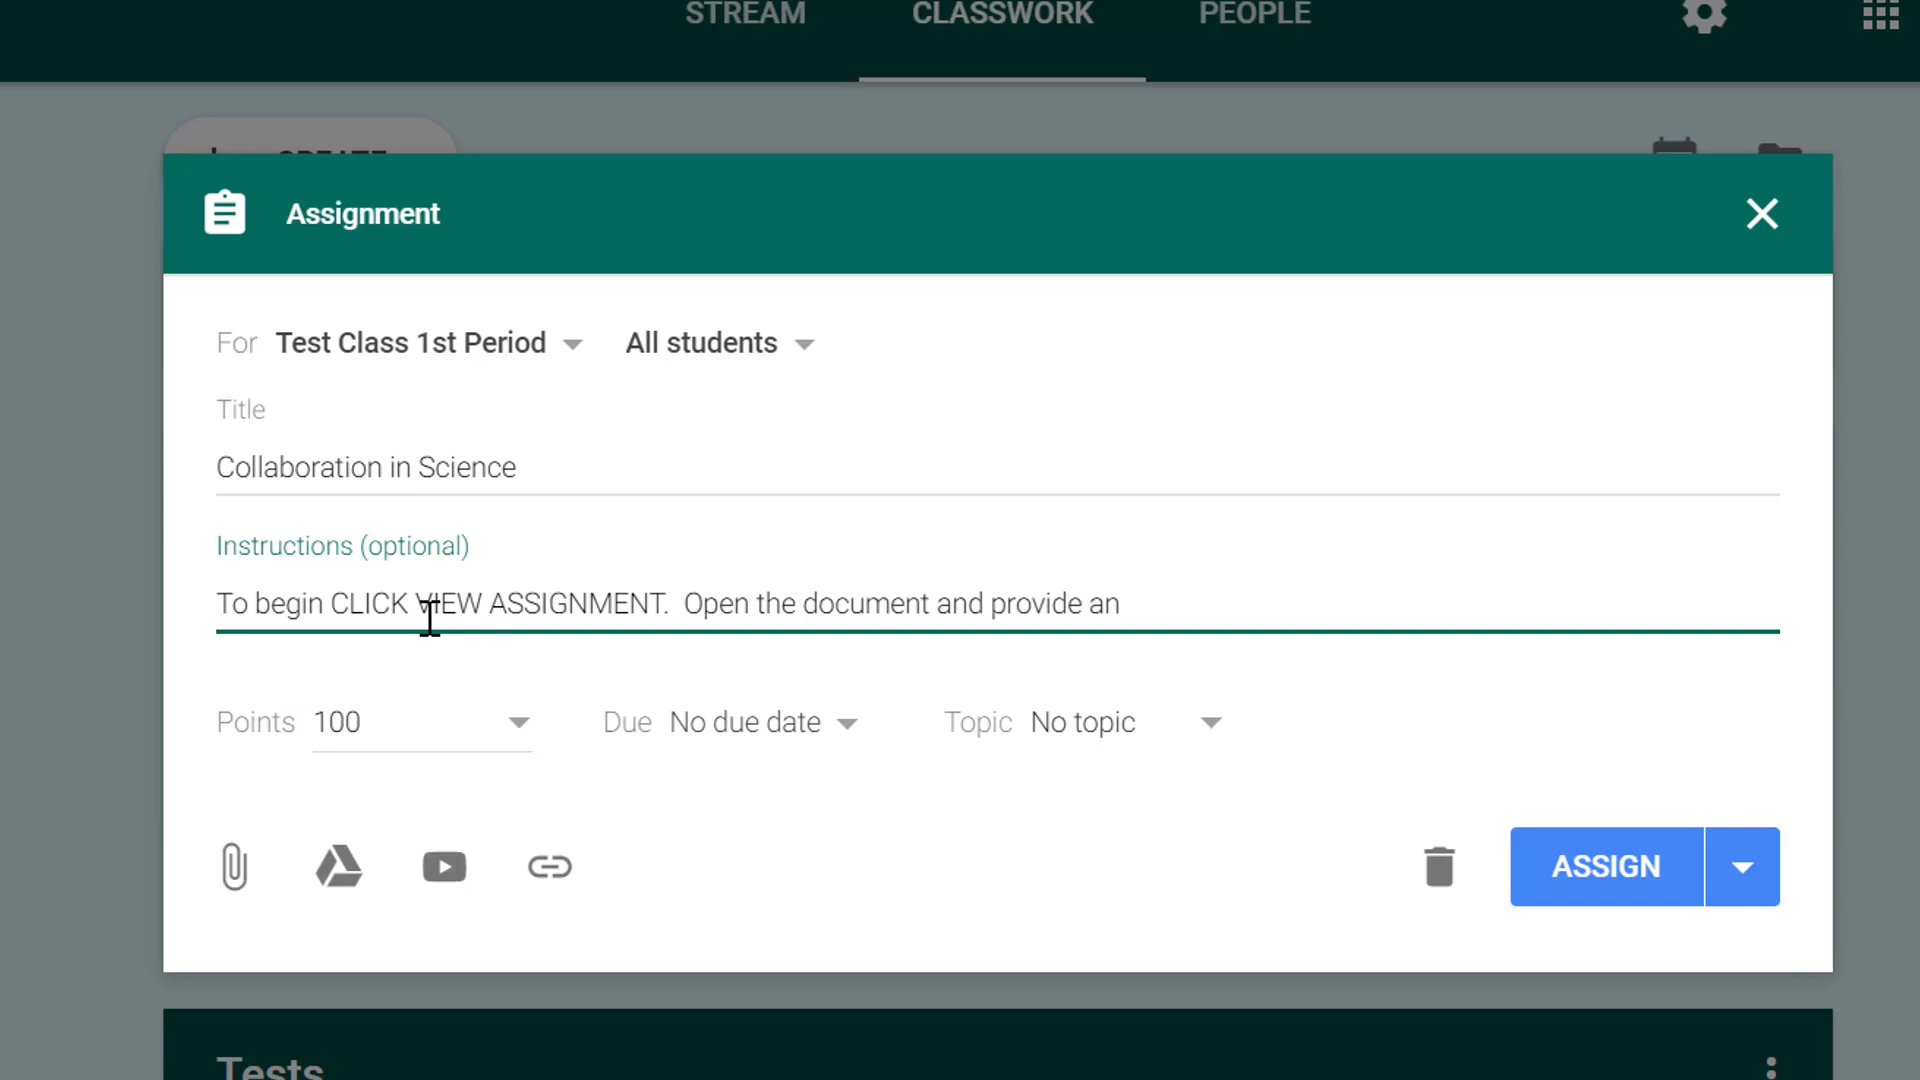 STREAM CLASSWORK PEOPLE
CREATE
Assignment
For Test Class 1st Period All students
Title
Collaboration in Science
Instructions (optional)
To begin CLICK VIEW ASSIGNMENT.  Open the document and provide an
Points 100 Due No due date Topic No topic
ASSIGN
Tests